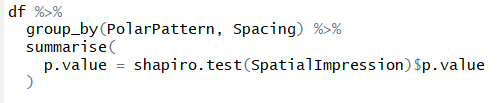 df %>%
  group_by(PolarPattern, Spacing) %>%
  summarise(
    p.value = shapiro.test(SpatialImpression)$p.value
  )